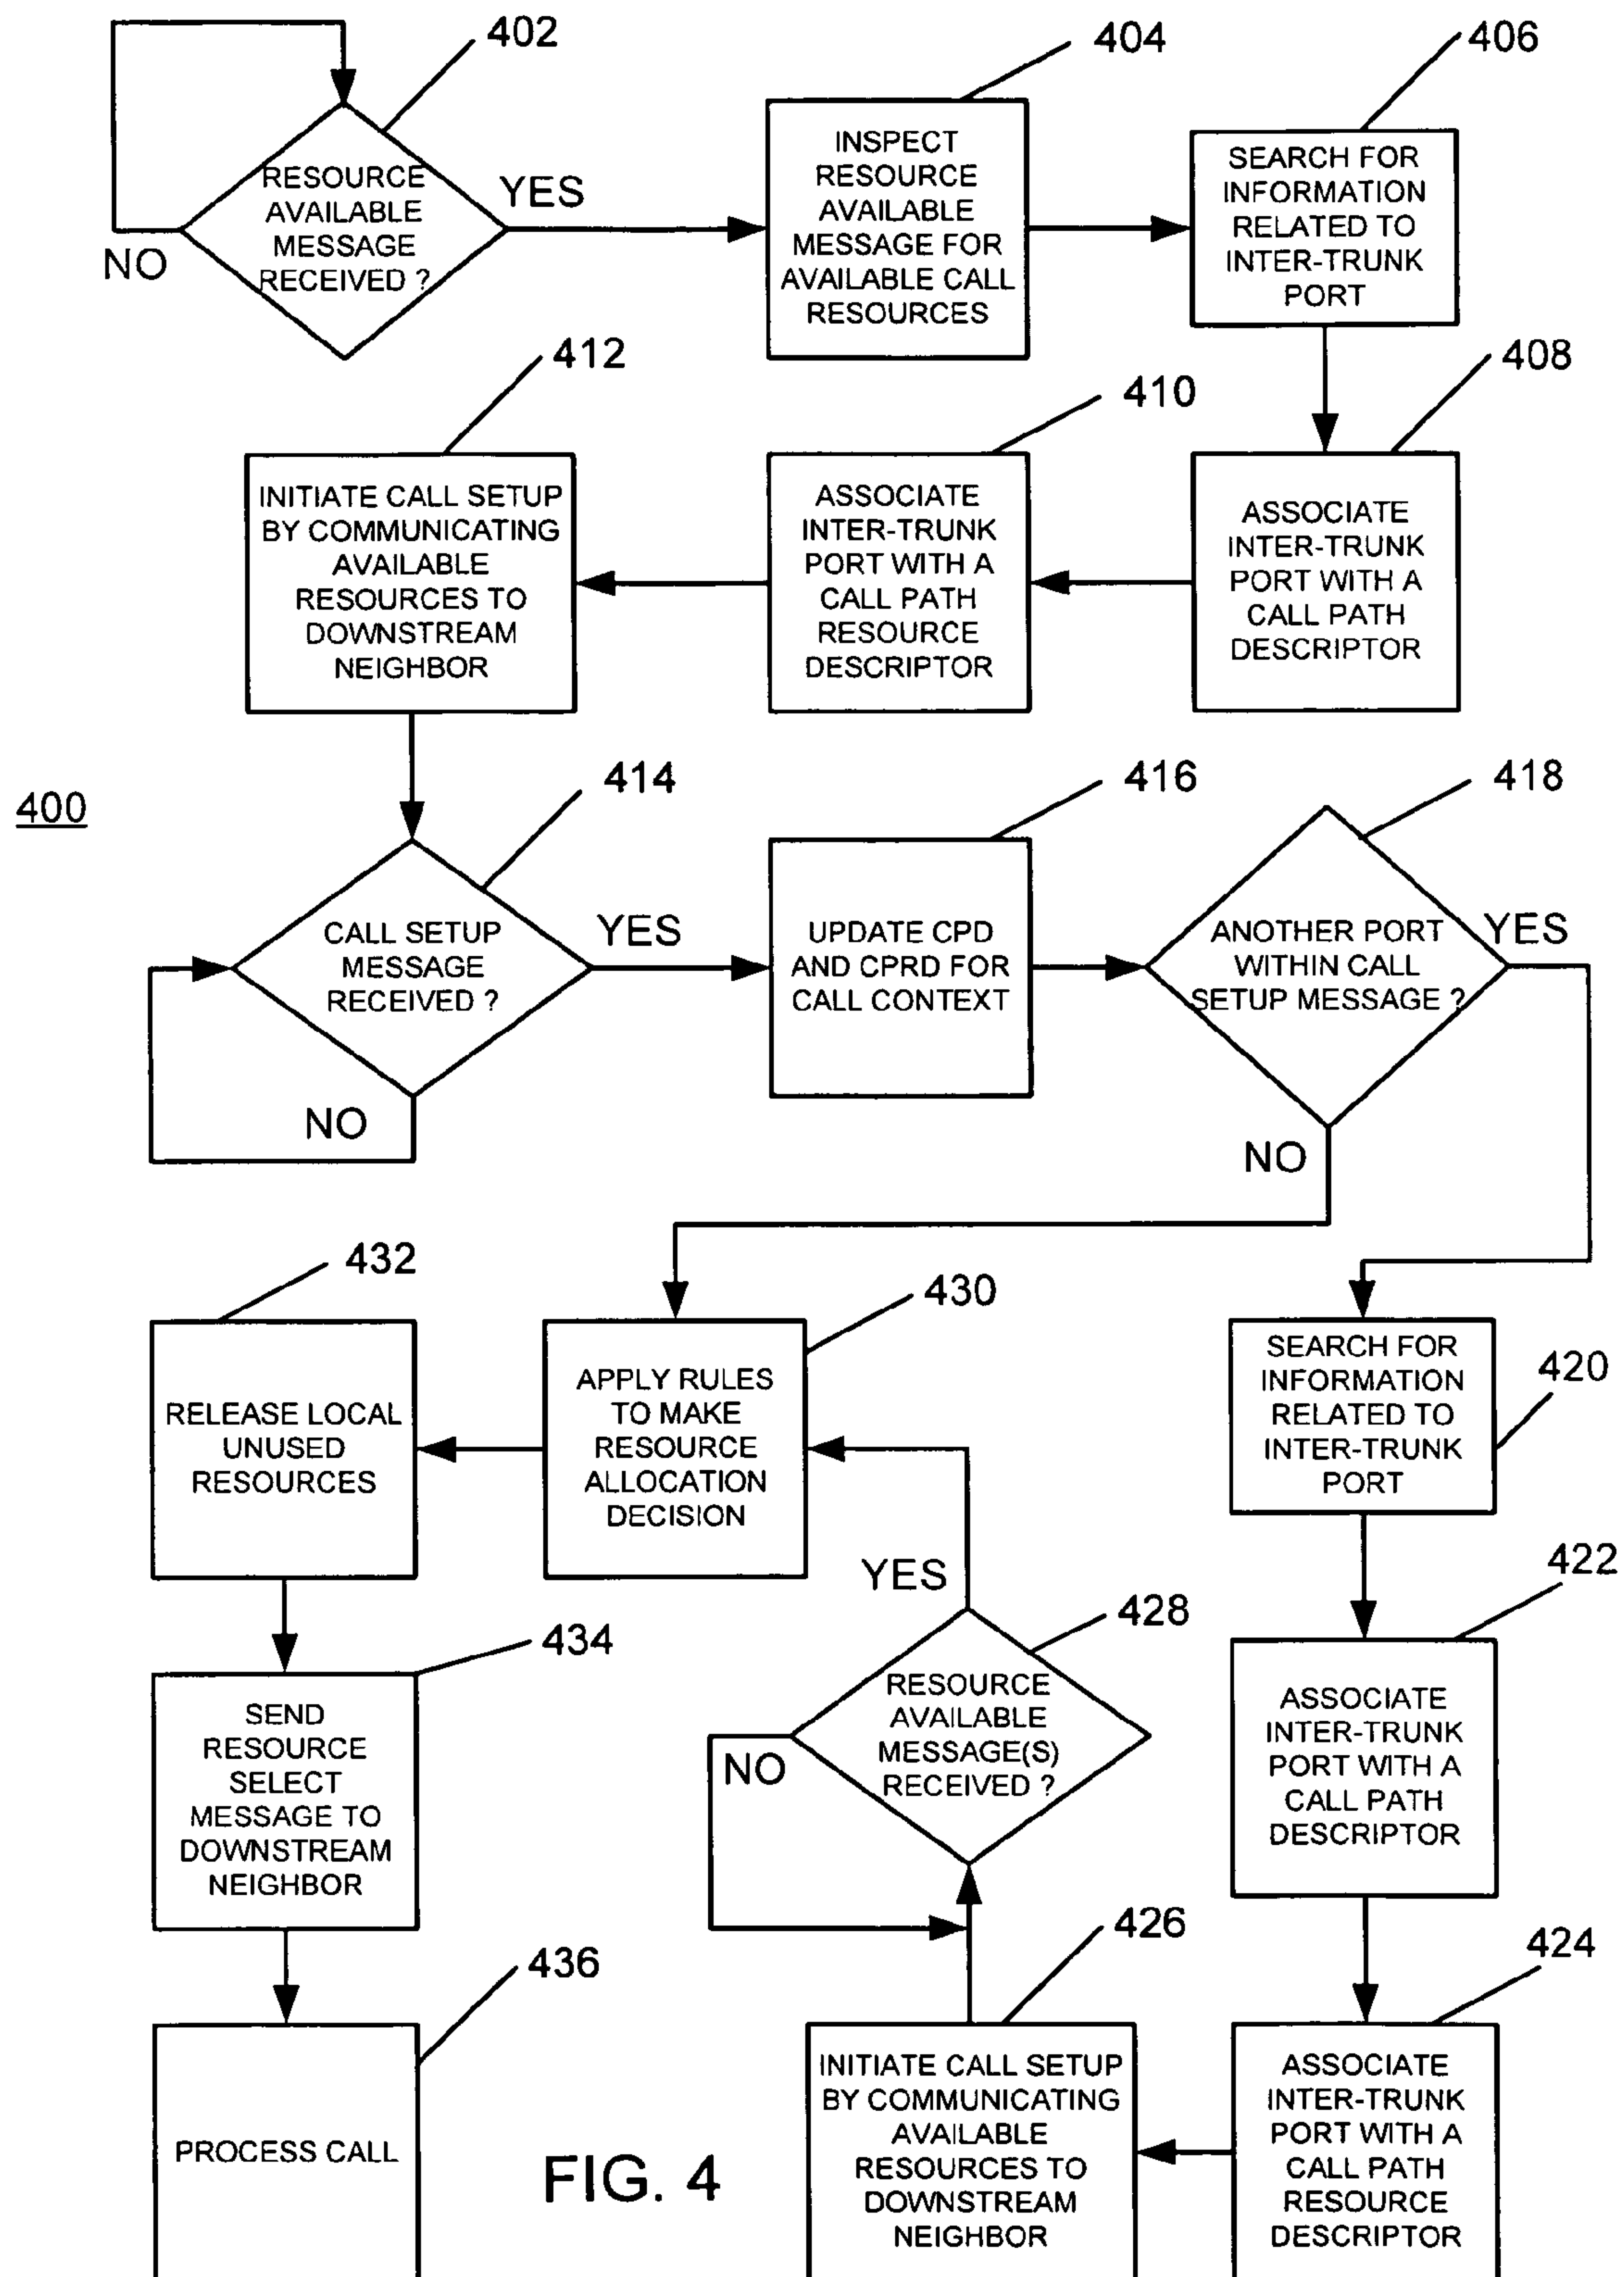 402
RESOURCE
AVAILABLE
MESSAGE
RECEIVED ?
YES
NO
404
INSPECT
RESOURCE
AVAILABLE
MESSAGE FOR
AVAILABLE CALL
RESOURCES
406
SEARCH FOR
INFORMATION
RELATED TO
INTER-TRUNK
PORT
408
ASSOCIATE
INTER-TRUNK
PORT WITH A
CALL PATH
DESCRIPTOR
410
ASSOCIATE
INTER-TRUNK
PORT WITH A
CALL PATH
RESOURCE
DESCRIPTOR
412
INITIATE CALL SETUP
BY COMMUNICATING
AVAILABLE
RESOURCES TO
DOWNSTREAM
NEIGHBOR
400
414
CALL SETUP
MESSAGE
RECEIVED ?
YES
NO
416
UPDATE CPD
AND CPRD FOR
CALL CONTEXT
418
ANOTHER PORT
WITHIN CALL
SETUP MESSAGE ?
YES
NO
420
SEARCH FOR
INFORMATION
RELATED TO
INTER-TRUNK
PORT
422
ASSOCIATE
INTER-TRUNK
PORT WITH A
CALL PATH
DESCRIPTOR
424
ASSOCIATE
INTER-TRUNK
PORT WITH A
CALL PATH
RESOURCE
DESCRIPTOR
426
INITIATE CALL SETUP
BY COMMUNICATING
AVAILABLE
RESOURCES TO
DOWNSTREAM
NEIGHBOR
428
RESOURCE
AVAILABLE
MESSAGE(S)
RECEIVED ?
YES
NO
430
APPLY RULES
TO MAKE
RESOURCE
ALLOCATION
DECISION
432
RELEASE LOCAL
UNUSED
RESOURCES
434
SEND
RESOURCE
SELECT
MESSAGE TO
DOWNSTREAM
NEIGHBOR
436
PROCESS CALL
FIG. 4